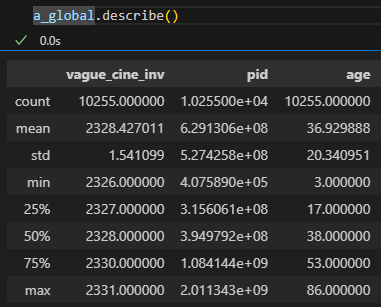 a_global.describe()
0.0s
vague_cine_inv pid age
count 10255.000000 1.025500e+04 10255.000000
mean 2328.427011 6.291306e+08 36.929888
std 1.541099 5.274258e+08 20.340951
min 2326.000000 4.075890e+05 3.000000
25% 2327.000000 3.156061e+08 17.000000
50% 2328.000000 3.949792e+08 38.000000
75% 2330.000000 1.084144e+09 53.000000
max 2331.000000 2.011343e+09 86.000000